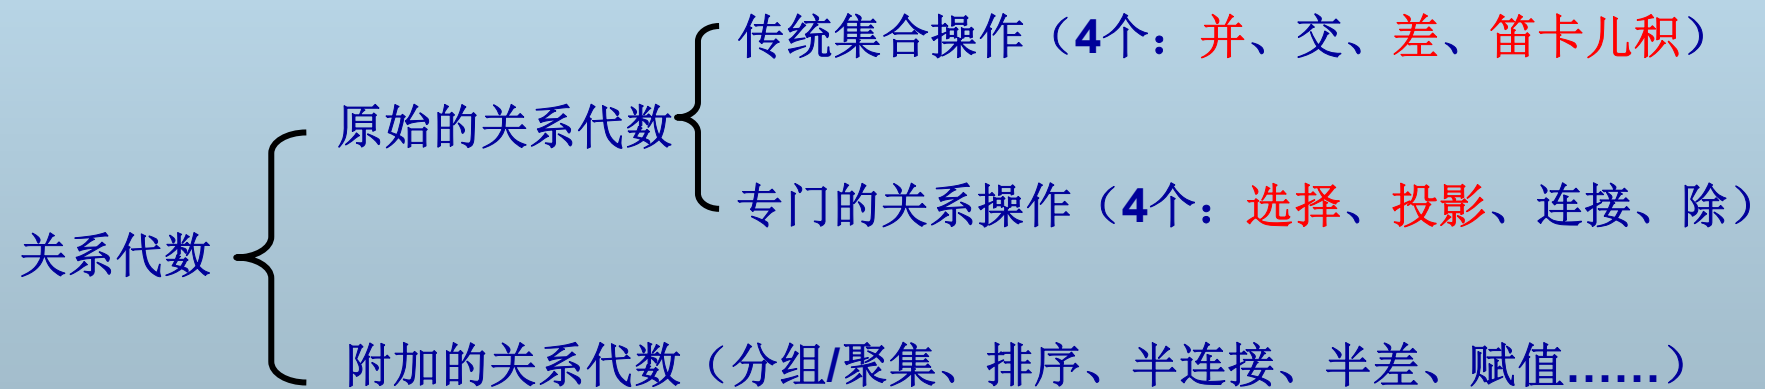 传统集合操作（4个：并、交、差、笛卡儿积）
原始的关系代数
专门的关系操作（4个：选择、投影、连接、除）
关系代数
附加的关系代数（分组/聚集、排序、半连接、半差、赋值......）